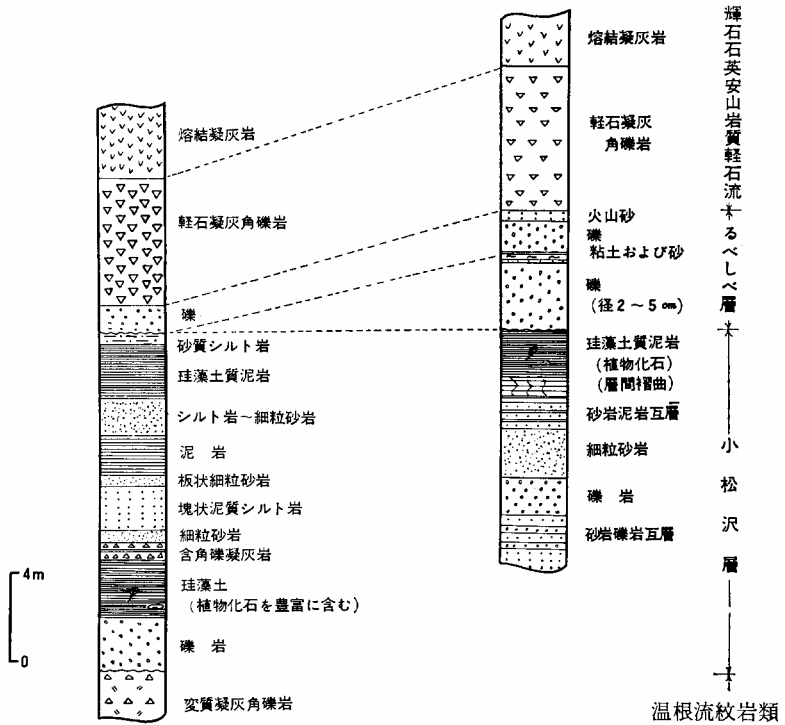 熔結凝灰岩
軽石凝灰角礫岩
礫
砂質シルト岩
珪藻土質泥岩
シルト岩～細粒砂岩
泥 岩
板状細粒砂岩
塊状泥質シルト岩
細粒砂岩
含角礫凝灰岩
珪藻土
(植物化石を豊富に含む)
礫 岩
変質凝灰角礫岩
4m
0
熔結凝灰岩
軽石凝灰
角礫岩
火山砂
礫
粘土および砂
礫
(径2～5cm)
珪藻土質泥岩
(植物化石)
(層間褶曲)
砂岩泥岩互層
細粒砂岩
礫 岩
砂岩礫岩互層
輝石石英安山岩質軽石流
るべしべ層
小松沢層
温根流紋岩類